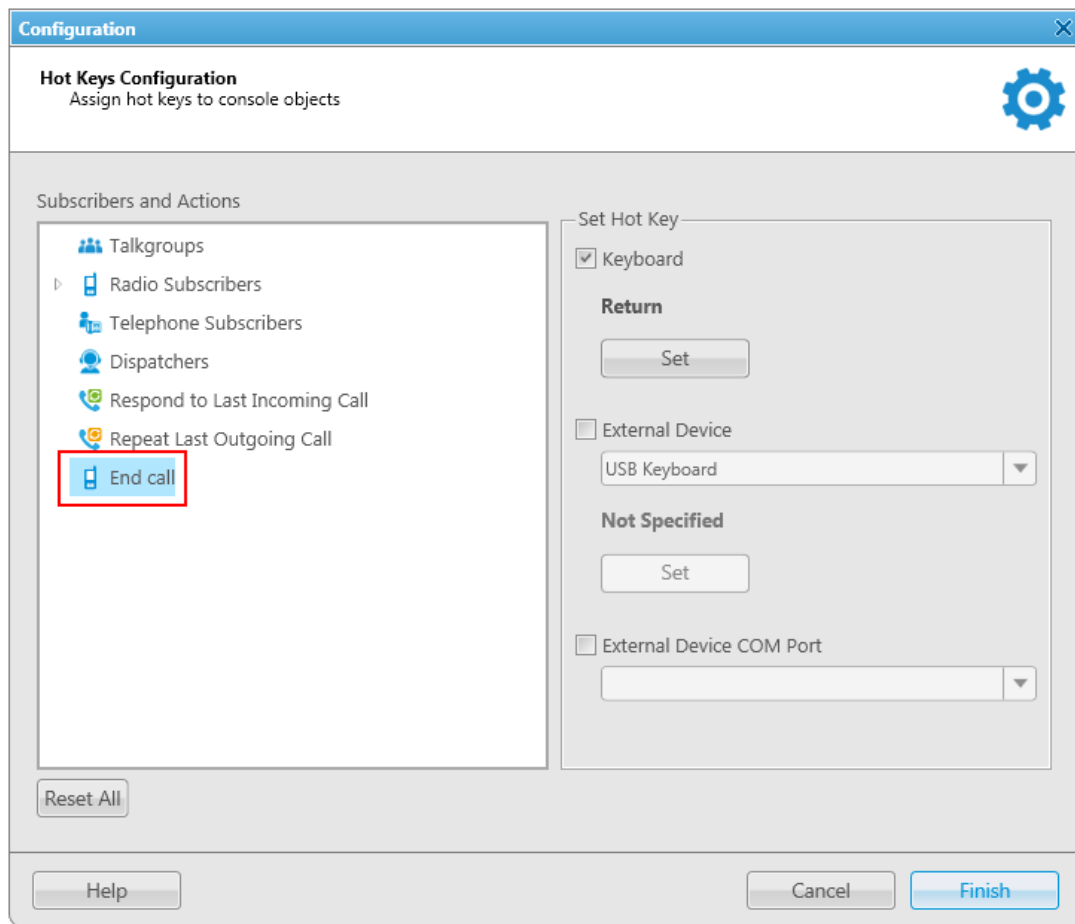 Configuration
Hot Keys Configuration
Assign hot keys to console objects
Subscribers and Actions
Talkgroups
Radio Subscribers
Telephone Subscribers
Dispatchers
Respond to Last Incoming Call
Repeat Last Outgoing Call
End call
Reset All
Set Hot Key
Keyboard
Return
Set
External Device
USB Keyboard
Not Specified
Set
External Device COM Port
Help
Cancel
Finish